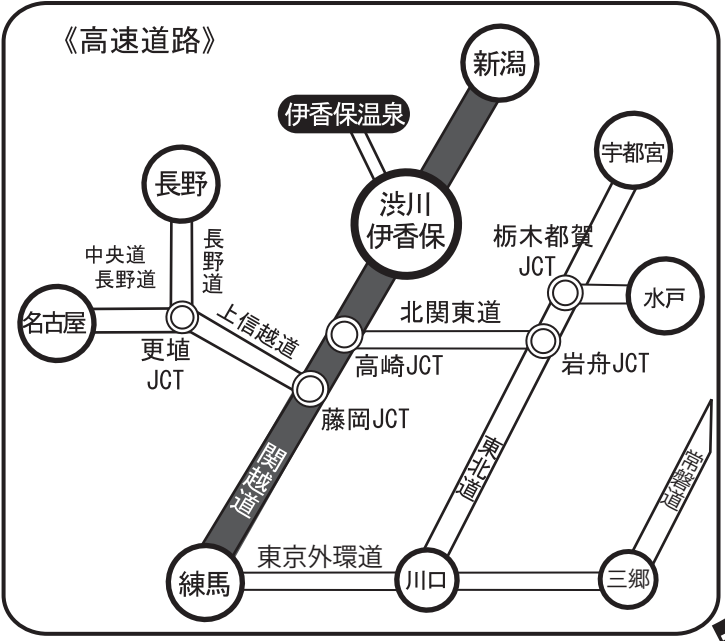 《高速道路》
新潟
伊香保温泉
宇都宮
長野
渋川
伊香保
中央道
長野道
長野道
栃木都賀
JCT
水戸
名古屋
上信越道
北関東道
更埴
JCT
高崎JCT
岩舟JCT
藤岡JCT
関越道
東北道
常磐道
東京外環道
練馬
川口
三郷